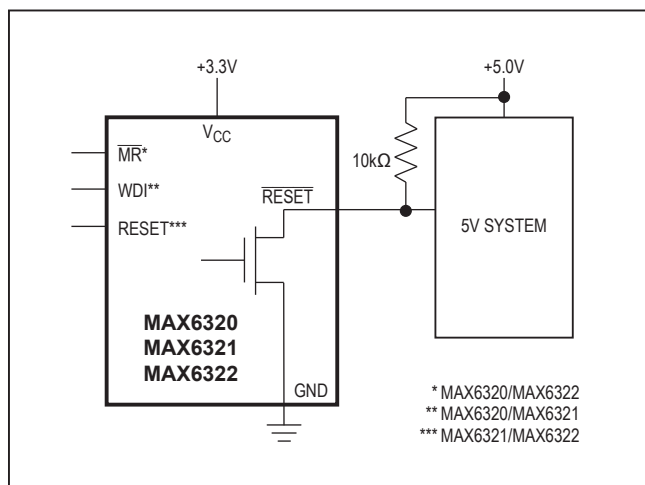 +3.3V
+5.0V
VCC
MR*
10kΩ
WDI**
RESET
RESET***
5V SYSTEM
MAX6320
MAX6321
MAX6322
GND
* MAX6320/MAX6322
** MAX6320/MAX6321
*** MAX6321/MAX6322